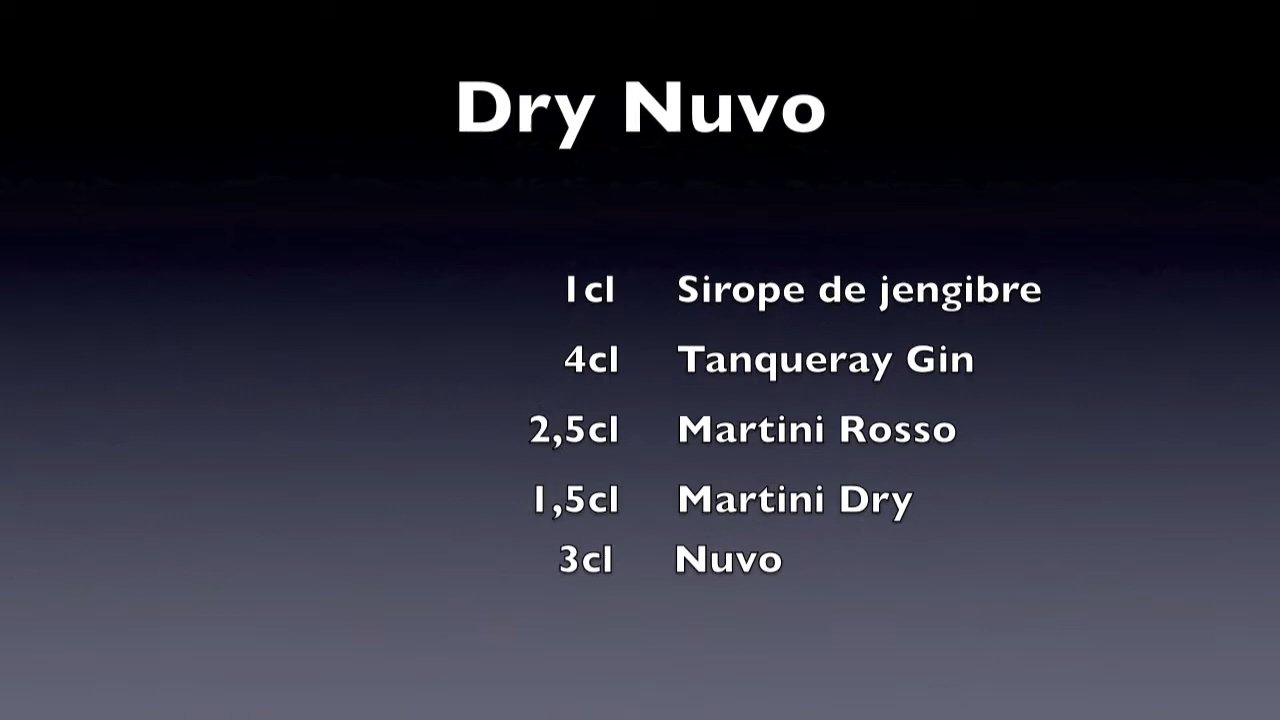 Dry Nuvo
1cl Sirope de jengibre
4cl Tanqueray Gin
2,5cl Martini Rosso
1,5cl Martini Dry
3cl Nuvo